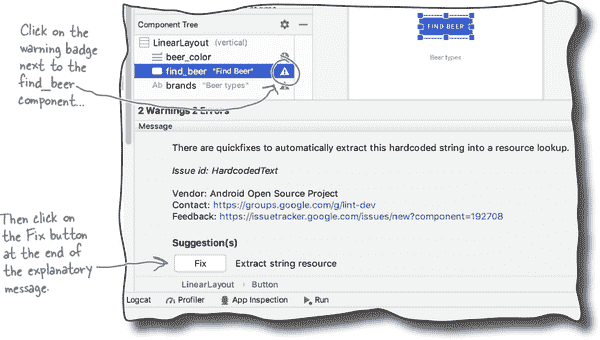 Click on the
warning badge
next to the
find_beer
component...
Component Tree
LinearLayout (vertical)
beer_color
find_beer "Find Beer"
Ab brands "Beer types"
FIND BEER
Beer types
2 Warnings 2 Errors
Message
There are quickfixes to automatically extract this hardcoded string into a resource lookup.
Issue id: HardcodedText
Vendor: Android Open Source Project
Contact: https://groups.google.com/g/lint-dev
Feedback: https://issuetracker.google.com/issues/new?component=192708
Suggestion(s)
Fix Extract string resource
Then click on
the Fix button
at the end of
the explanatory
message.
LinearLayout › Button
Logcat Profiler App Inspection Run